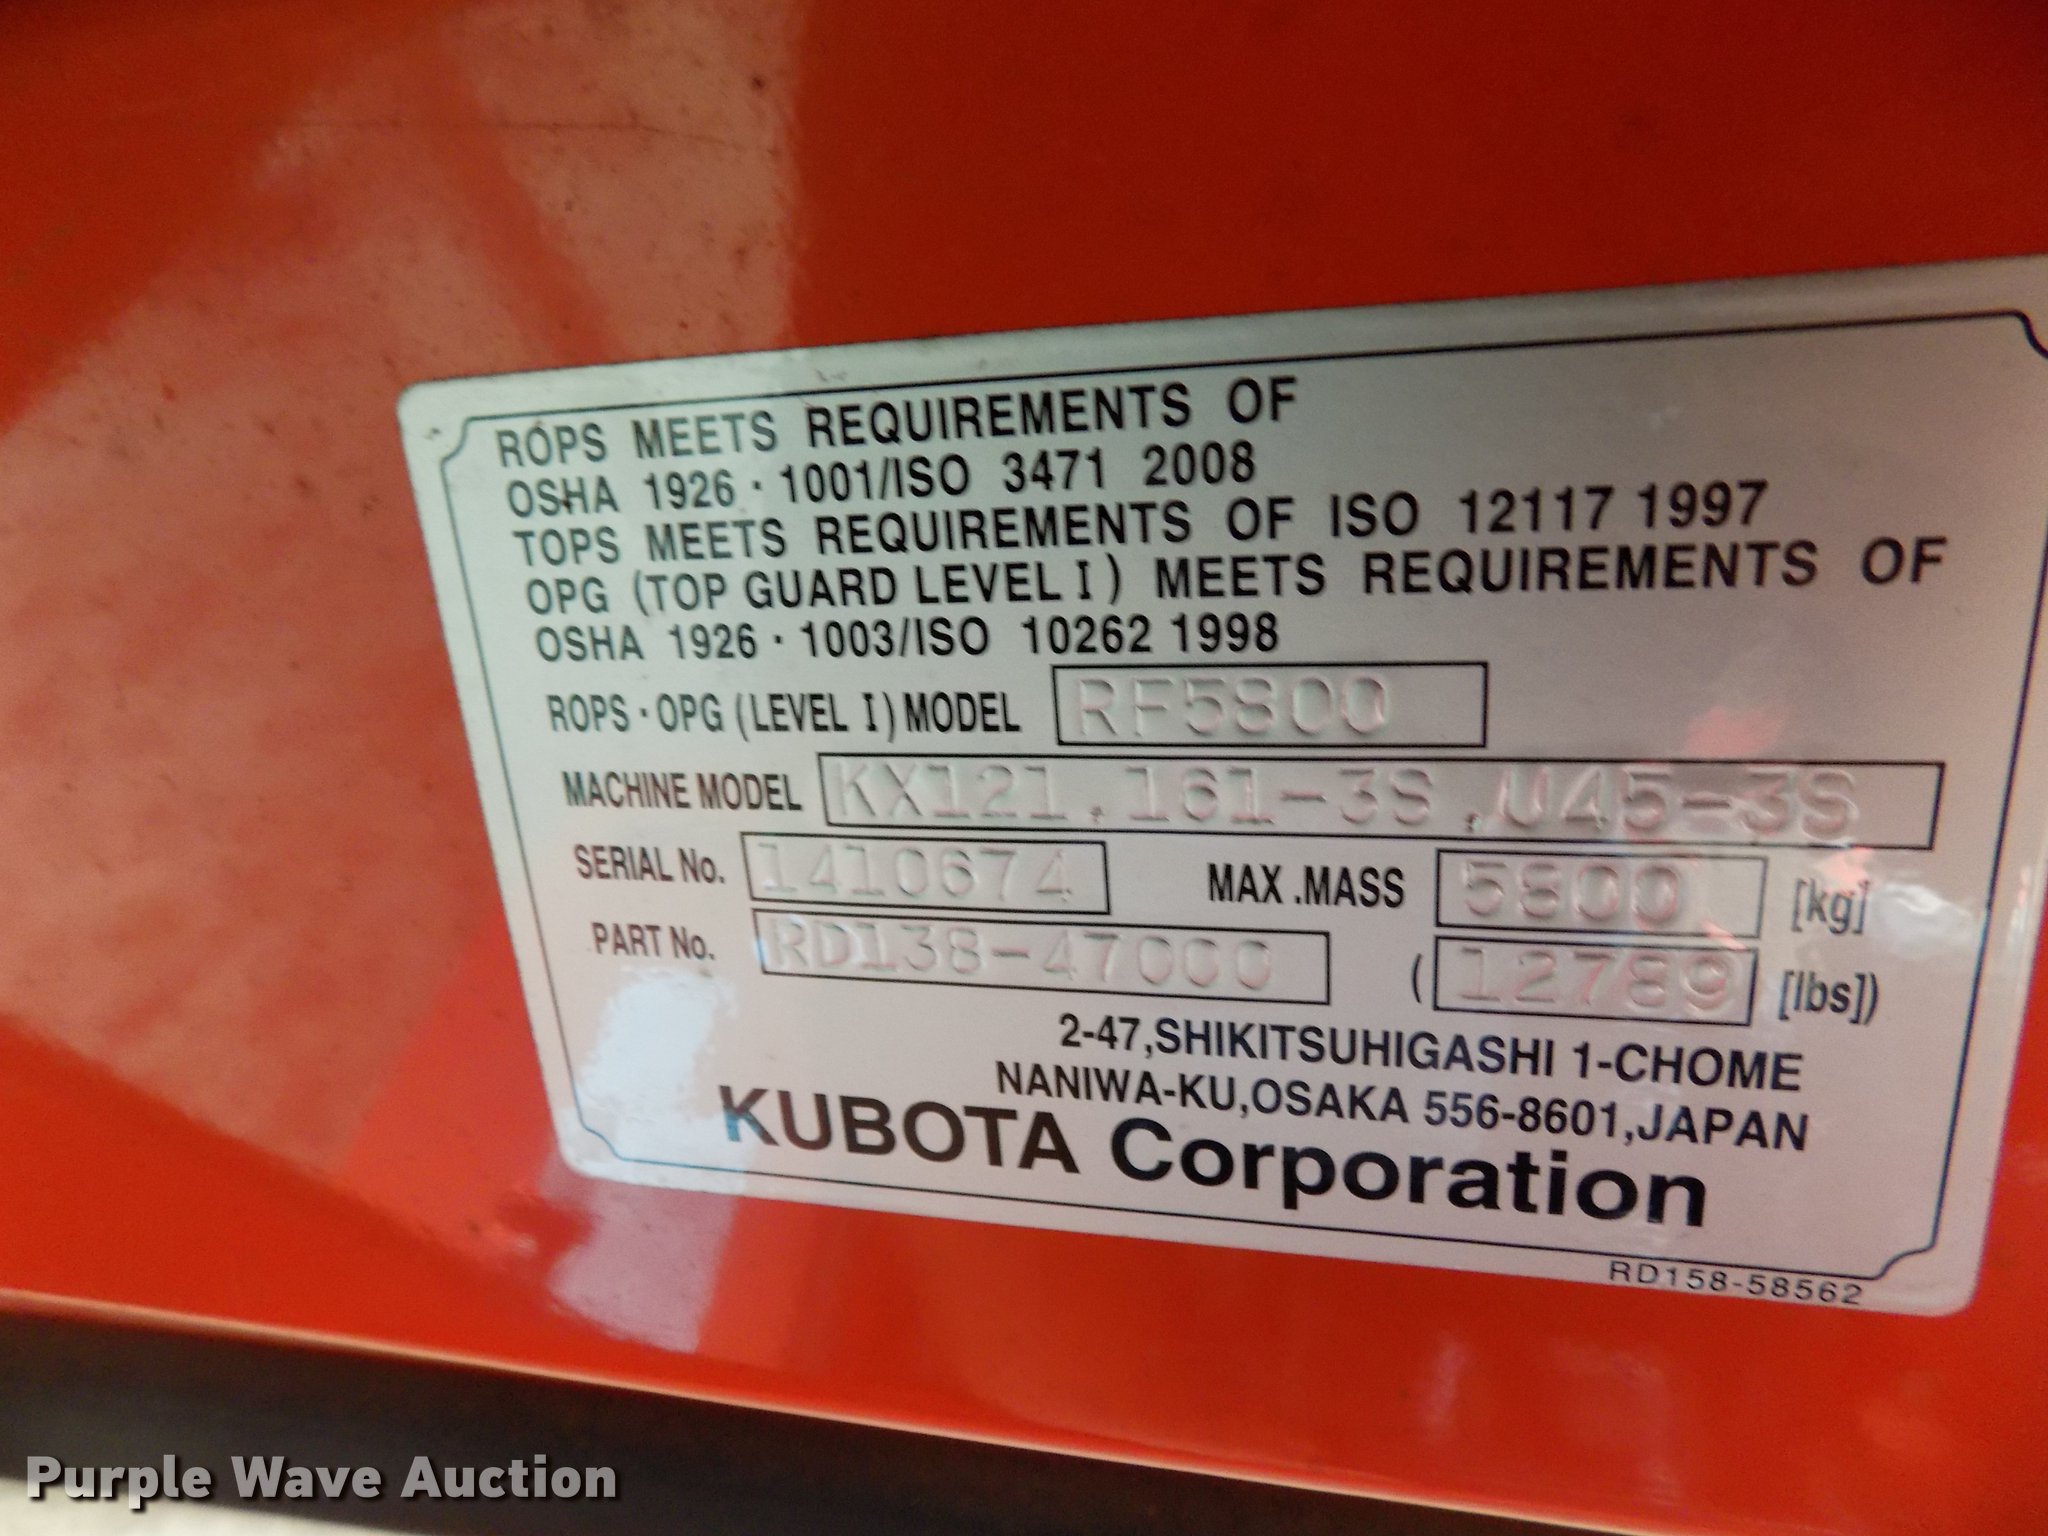 ROPS MEETS REQUIREMENTS OF
OSHA 1926・1001/ISO 3471 2008
TOPS MEETS REQUIREMENTS OF ISO 12117 1997
OPG (TOP GUARD LEVEL I) MEETS REQUIREMENTS OF
OSHA 1926・1003/ISO 10262 1998
ROPS・OPG (LEVEL I) MODEL RF5800
MACHINE MODEL KX121,161-3S,U45-3S
SERIAL No. 1410674 MAX .MASS 5800 [kg]
PART No. RD138-47000 (12789 [lbs])
2-47,SHIKITSUHIGASHI 1-CHOME
NANIWA-KU,OSAKA 556-8601,JAPAN
KUBOTA Corporation
RD158-58562
Purple Wave Auction